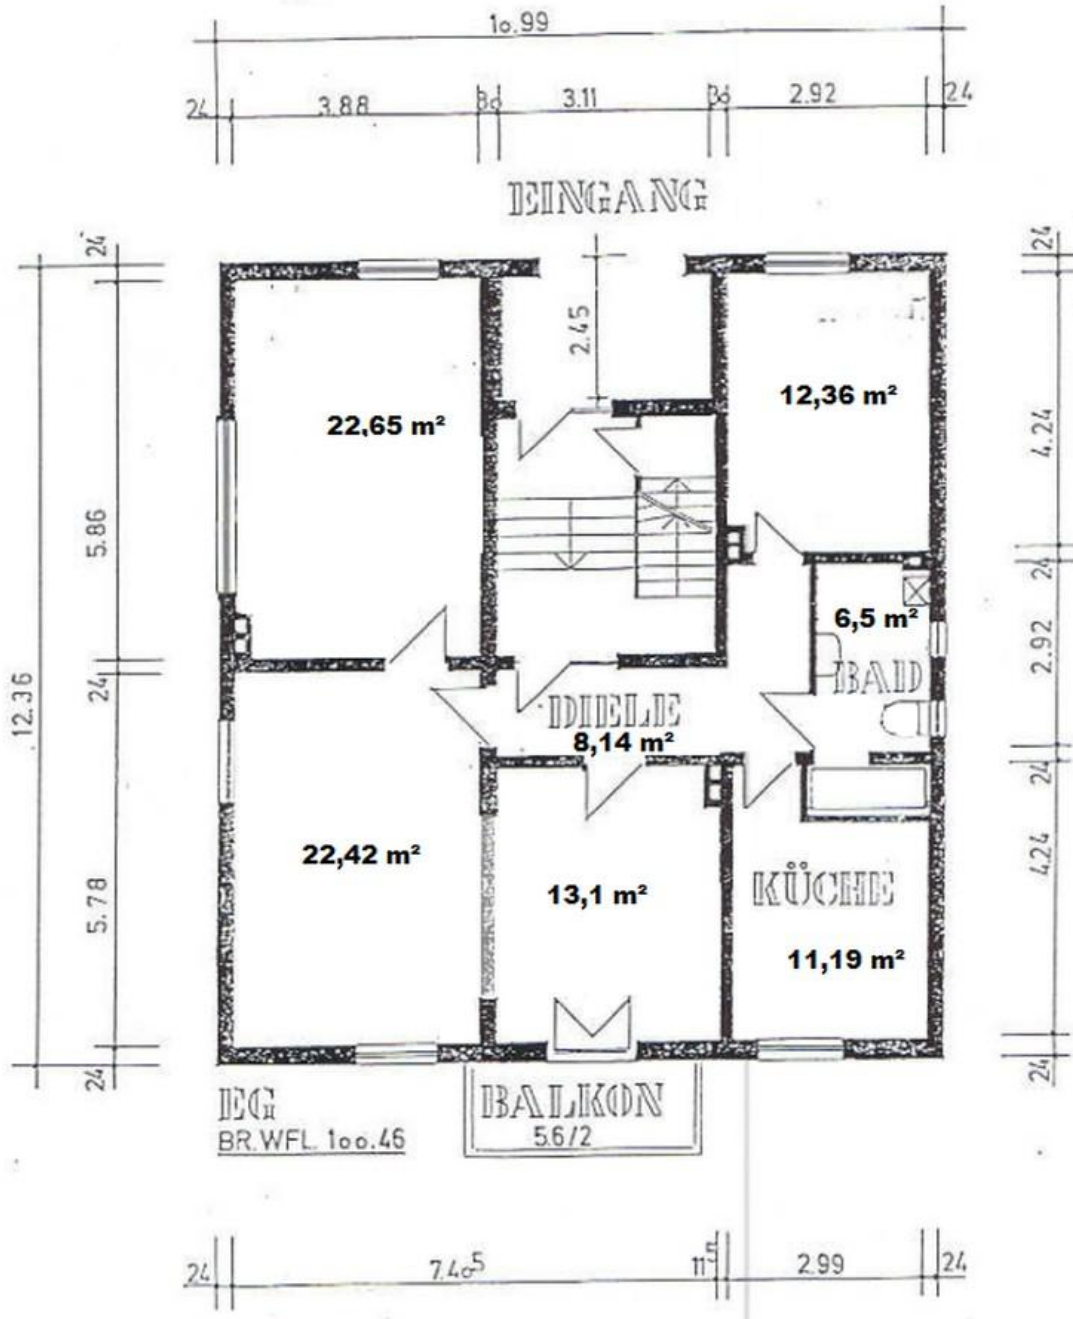 10.99
24
3.88
30
3.11
30
2.92
24
EINGANG
24
24
2.45
12,36 m²
22,65 m²
4.24
5.86
24
6,5 m²
2.92
BAD
24
12.36
DIELE
8,14 m²
24
22,42 m²
4.24
13,1 m²
KÜCHE
5.78
11,19 m²
24
24
EG
BALKON
BR.WFL. 100.46
5.6/2
24
7.40⁵
11⁵
2.99
24